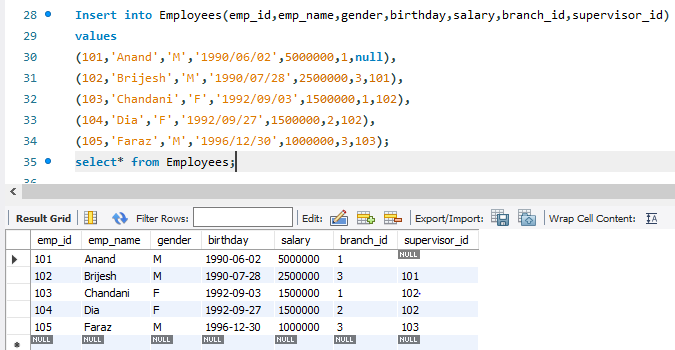 28 Insert into Employees(emp_id,emp_name,gender,birthday,salary,branch_id,supervisor_id)
29 values
30 (101,'Anand','M','1990/06/02',5000000,1,null),
31 (102,'Brijesh','M','1990/07/28',2500000,3,101),
32 (103,'Chandani','F','1992/09/03',1500000,1,102),
33 (104,'Dia','F','1992/09/27',1500000,2,102),
34 (105,'Faraz','M','1996/12/30',1000000,3,103);
35 select* from Employees;
36
Result Grid Filter Rows: Edit: Export/Import: Wrap Cell Content:
emp_id emp_name gender birthday salary branch_id supervisor_id
101 Anand M 1990-06-02 5000000 1 NULL
102 Brijesh M 1990-07-28 2500000 3 101
103 Chandani F 1992-09-03 1500000 1 102
104 Dia F 1992-09-27 1500000 2 102
105 Faraz M 1996-12-30 1000000 3 103
NULL NULL NULL NULL NULL NULL NULL